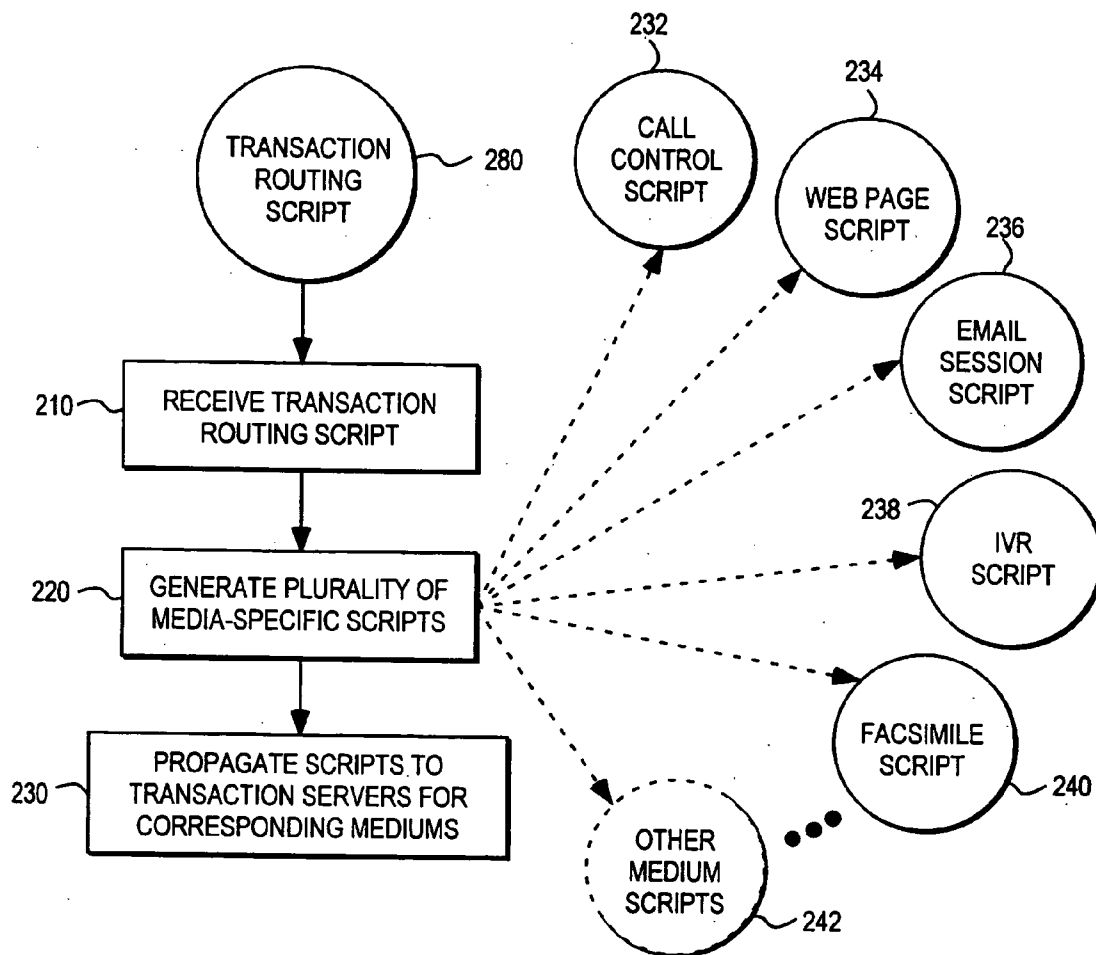 232
CALL
CONTROL
SCRIPT
234
WEB PAGE
SCRIPT
236
EMAIL
SESSION
SCRIPT
TRANSACTION
ROUTING
SCRIPT
280
210
RECEIVE TRANSACTION
ROUTING SCRIPT
238
IVR
SCRIPT
220
GENERATE PLURALITY OF
MEDIA-SPECIFIC SCRIPTS
FACSIMILE
SCRIPT
240
230
PROPAGATE SCRIPTS TO
TRANSACTION SERVERS FOR
CORRESPONDING MEDIUMS
OTHER
MEDIUM
SCRIPTS
242